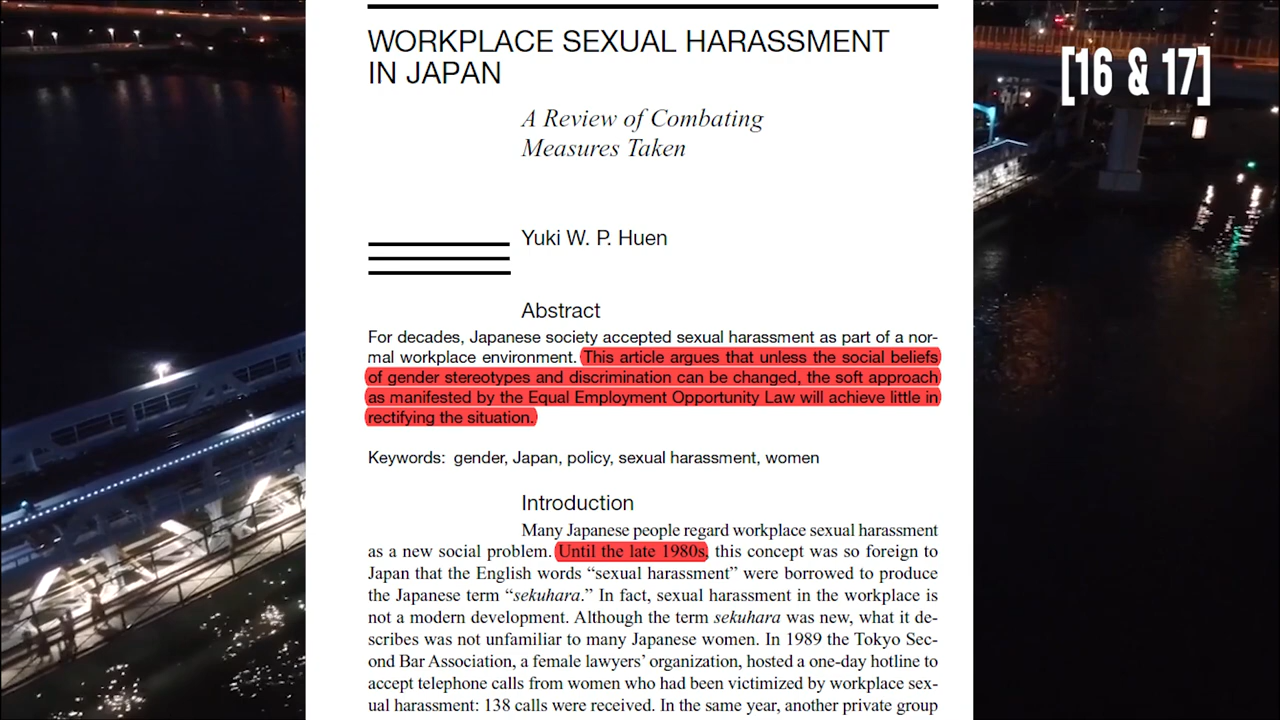 WORKPLACE SEXUAL HARASSMENT
IN JAPAN
[16 & 17]
A Review of Combating
Measures Taken
Yuki W. P. Huen
Abstract
For decades, Japanese society accepted sexual harassment as part of a nor-
mal workplace environment. This article argues that unless the social beliefs
of gender stereotypes and discrimination can be changed, the soft approach
as manifested by the Equal Employment Opportunity Law will achieve little in
rectifying the situation.
Keywords: gender, Japan, policy, sexual harassment, women
Introduction
Many Japanese people regard workplace sexual harassment
as a new social problem. Until the late 1980s, this concept was so foreign to
Japan that the English words “sexual harassment” were borrowed to produce
the Japanese term “sekuhara.” In fact, sexual harassment in the workplace is
not a modern development. Although the term sekuhara was new, what it de-
scribes was not unfamiliar to many Japanese women. In 1989 the Tokyo Sec-
ond Bar Association, a female lawyers’ organization, hosted a one-day hotline to
accept telephone calls from women who had been victimized by workplace sex-
ual harassment: 138 calls were received. In the same year, another private group